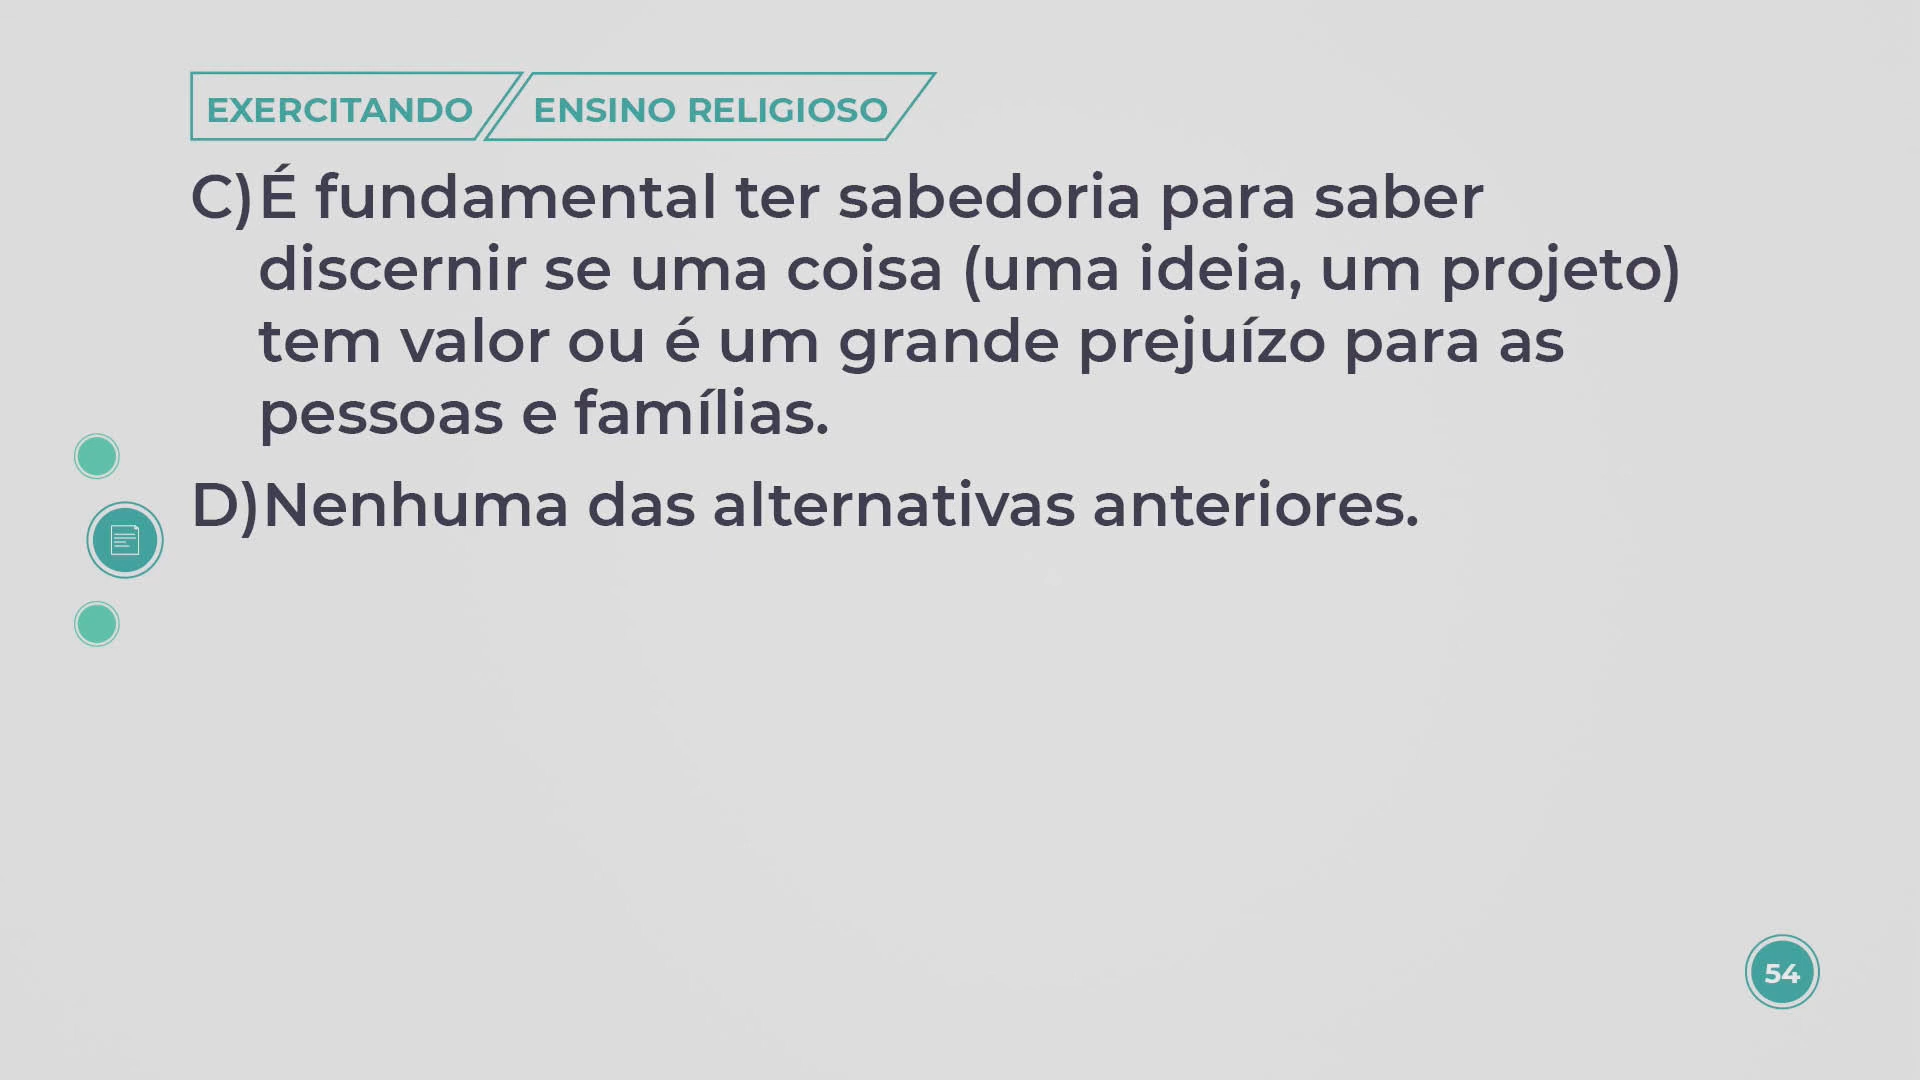 EXERCITANDO ENSINO RELIGIOSO
C) É fundamental ter sabedoria para saber
discernir se uma coisa (uma ideia, um projeto)
tem valor ou é um grande prejuízo para as
pessoas e famílias.
D) Nenhuma das alternativas anteriores.
54